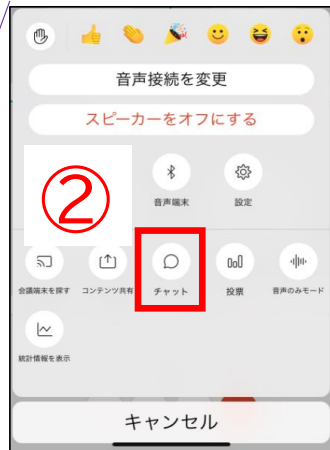 音声接続を変更
スピーカーをオフにする
②
音声端末
設定
会議端末を探す
コンテンツ共有
チャット
投票
音声のみモード
統計情報を表示
キャンセル